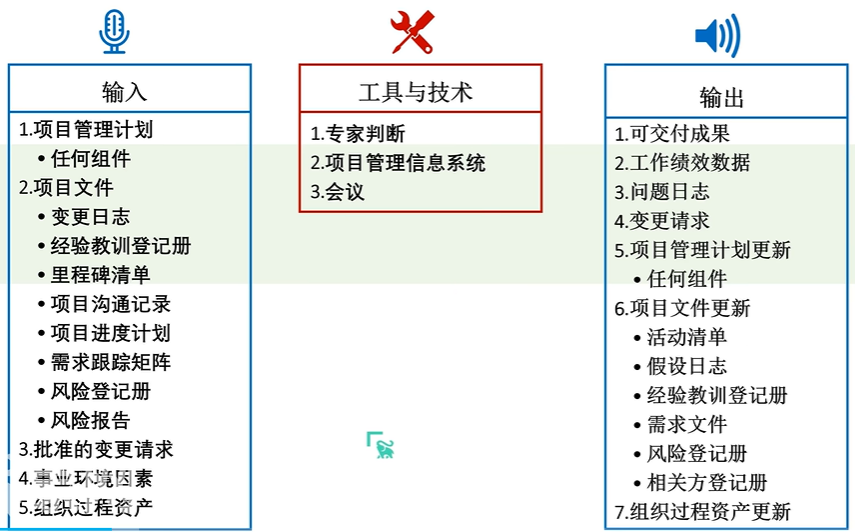 输入
1.项目管理计划
•任何组件
2.项目文件
•变更日志
•经验教训登记册
•里程碑清单
•项目沟通记录
•项目进度计划
•需求跟踪矩阵
•风险登记册
•风险报告
3.批准的变更请求
4.事业环境因素
5.组织过程资产
工具与技术
1.专家判断
2.项目管理信息系统
3.会议
输出
1.可交付成果
2.工作绩效数据
3.问题日志
4.变更请求
5.项目管理计划更新
•任何组件
6.项目文件更新
•活动清单
•假设日志
•经验教训登记册
•需求文件
•风险登记册
•相关方登记册
7.组织过程资产更新